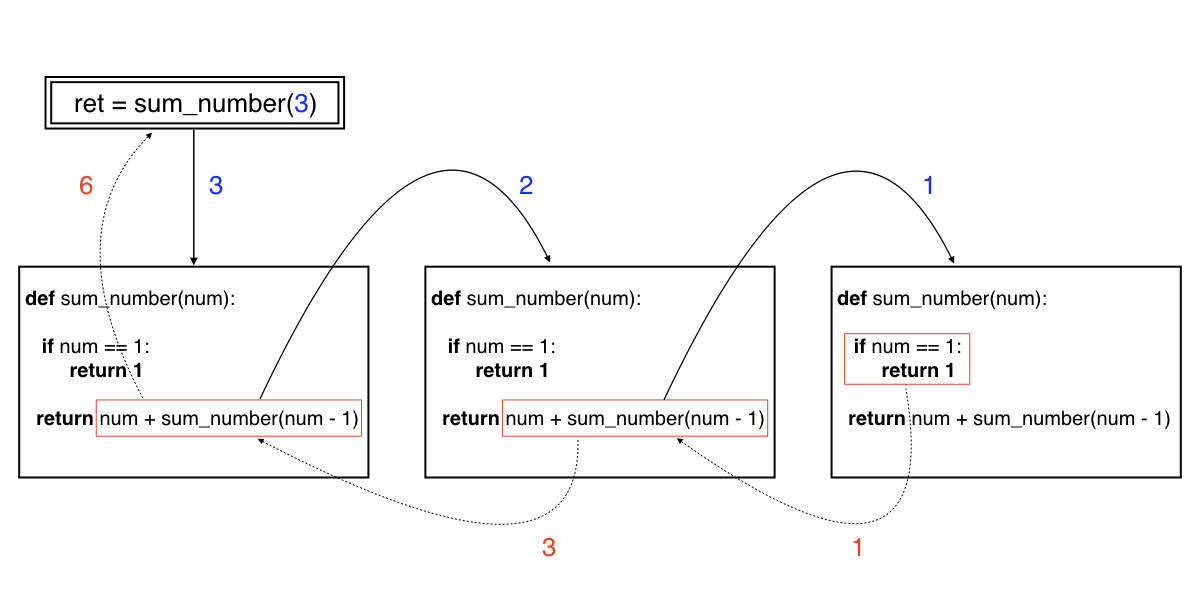 ret = sum_number(3)
6
3
2
1
def sum_number(num):
if num == 1:
return 1
return num + sum_number(num - 1)
def sum_number(num):
if num == 1:
return 1
return num + sum_number(num - 1)
def sum_number(num):
if num == 1:
return 1
return num + sum_number(num - 1)
3
1